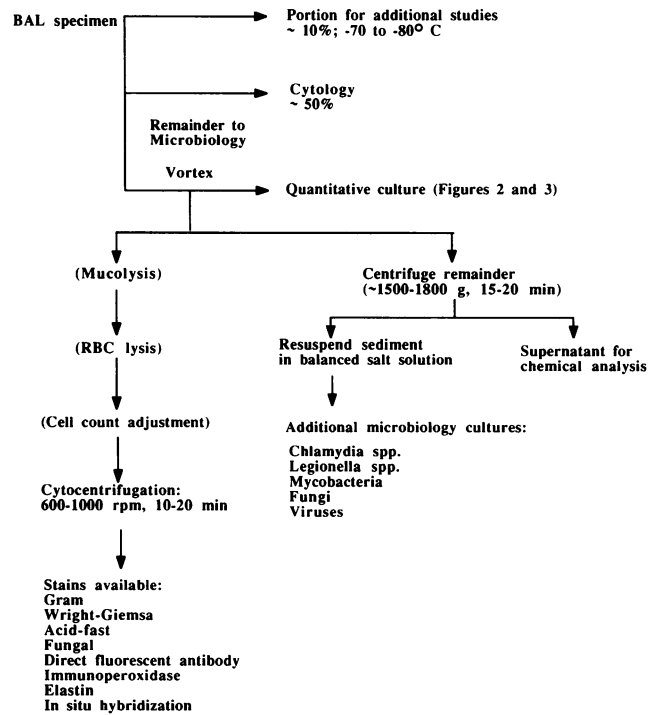 BAL specimen
Portion for additional studies
~ 10%; -70 to -80° C
Cytology
~ 50%
Remainder to
Microbiology
Vortex
Quantitative culture (Figures 2 and 3)
(Mucolysis)
(RBC lysis)
(Cell count adjustment)
Cytocentrifugation:
600-1000 rpm, 10-20 min
Stains available:
Gram
Wright-Giemsa
Acid-fast
Fungal
Direct fluorescent antibody
Immunoperoxidase
Elastin
In situ hybridization
Centrifuge remainder
(~1500-1800 g, 15-20 min)
Resuspend sediment
in balanced salt solution
Additional microbiology cultures:
Chlamydia spp.
Legionella spp.
Mycobacteria
Fungi
Viruses
Supernatant for
chemical analysis